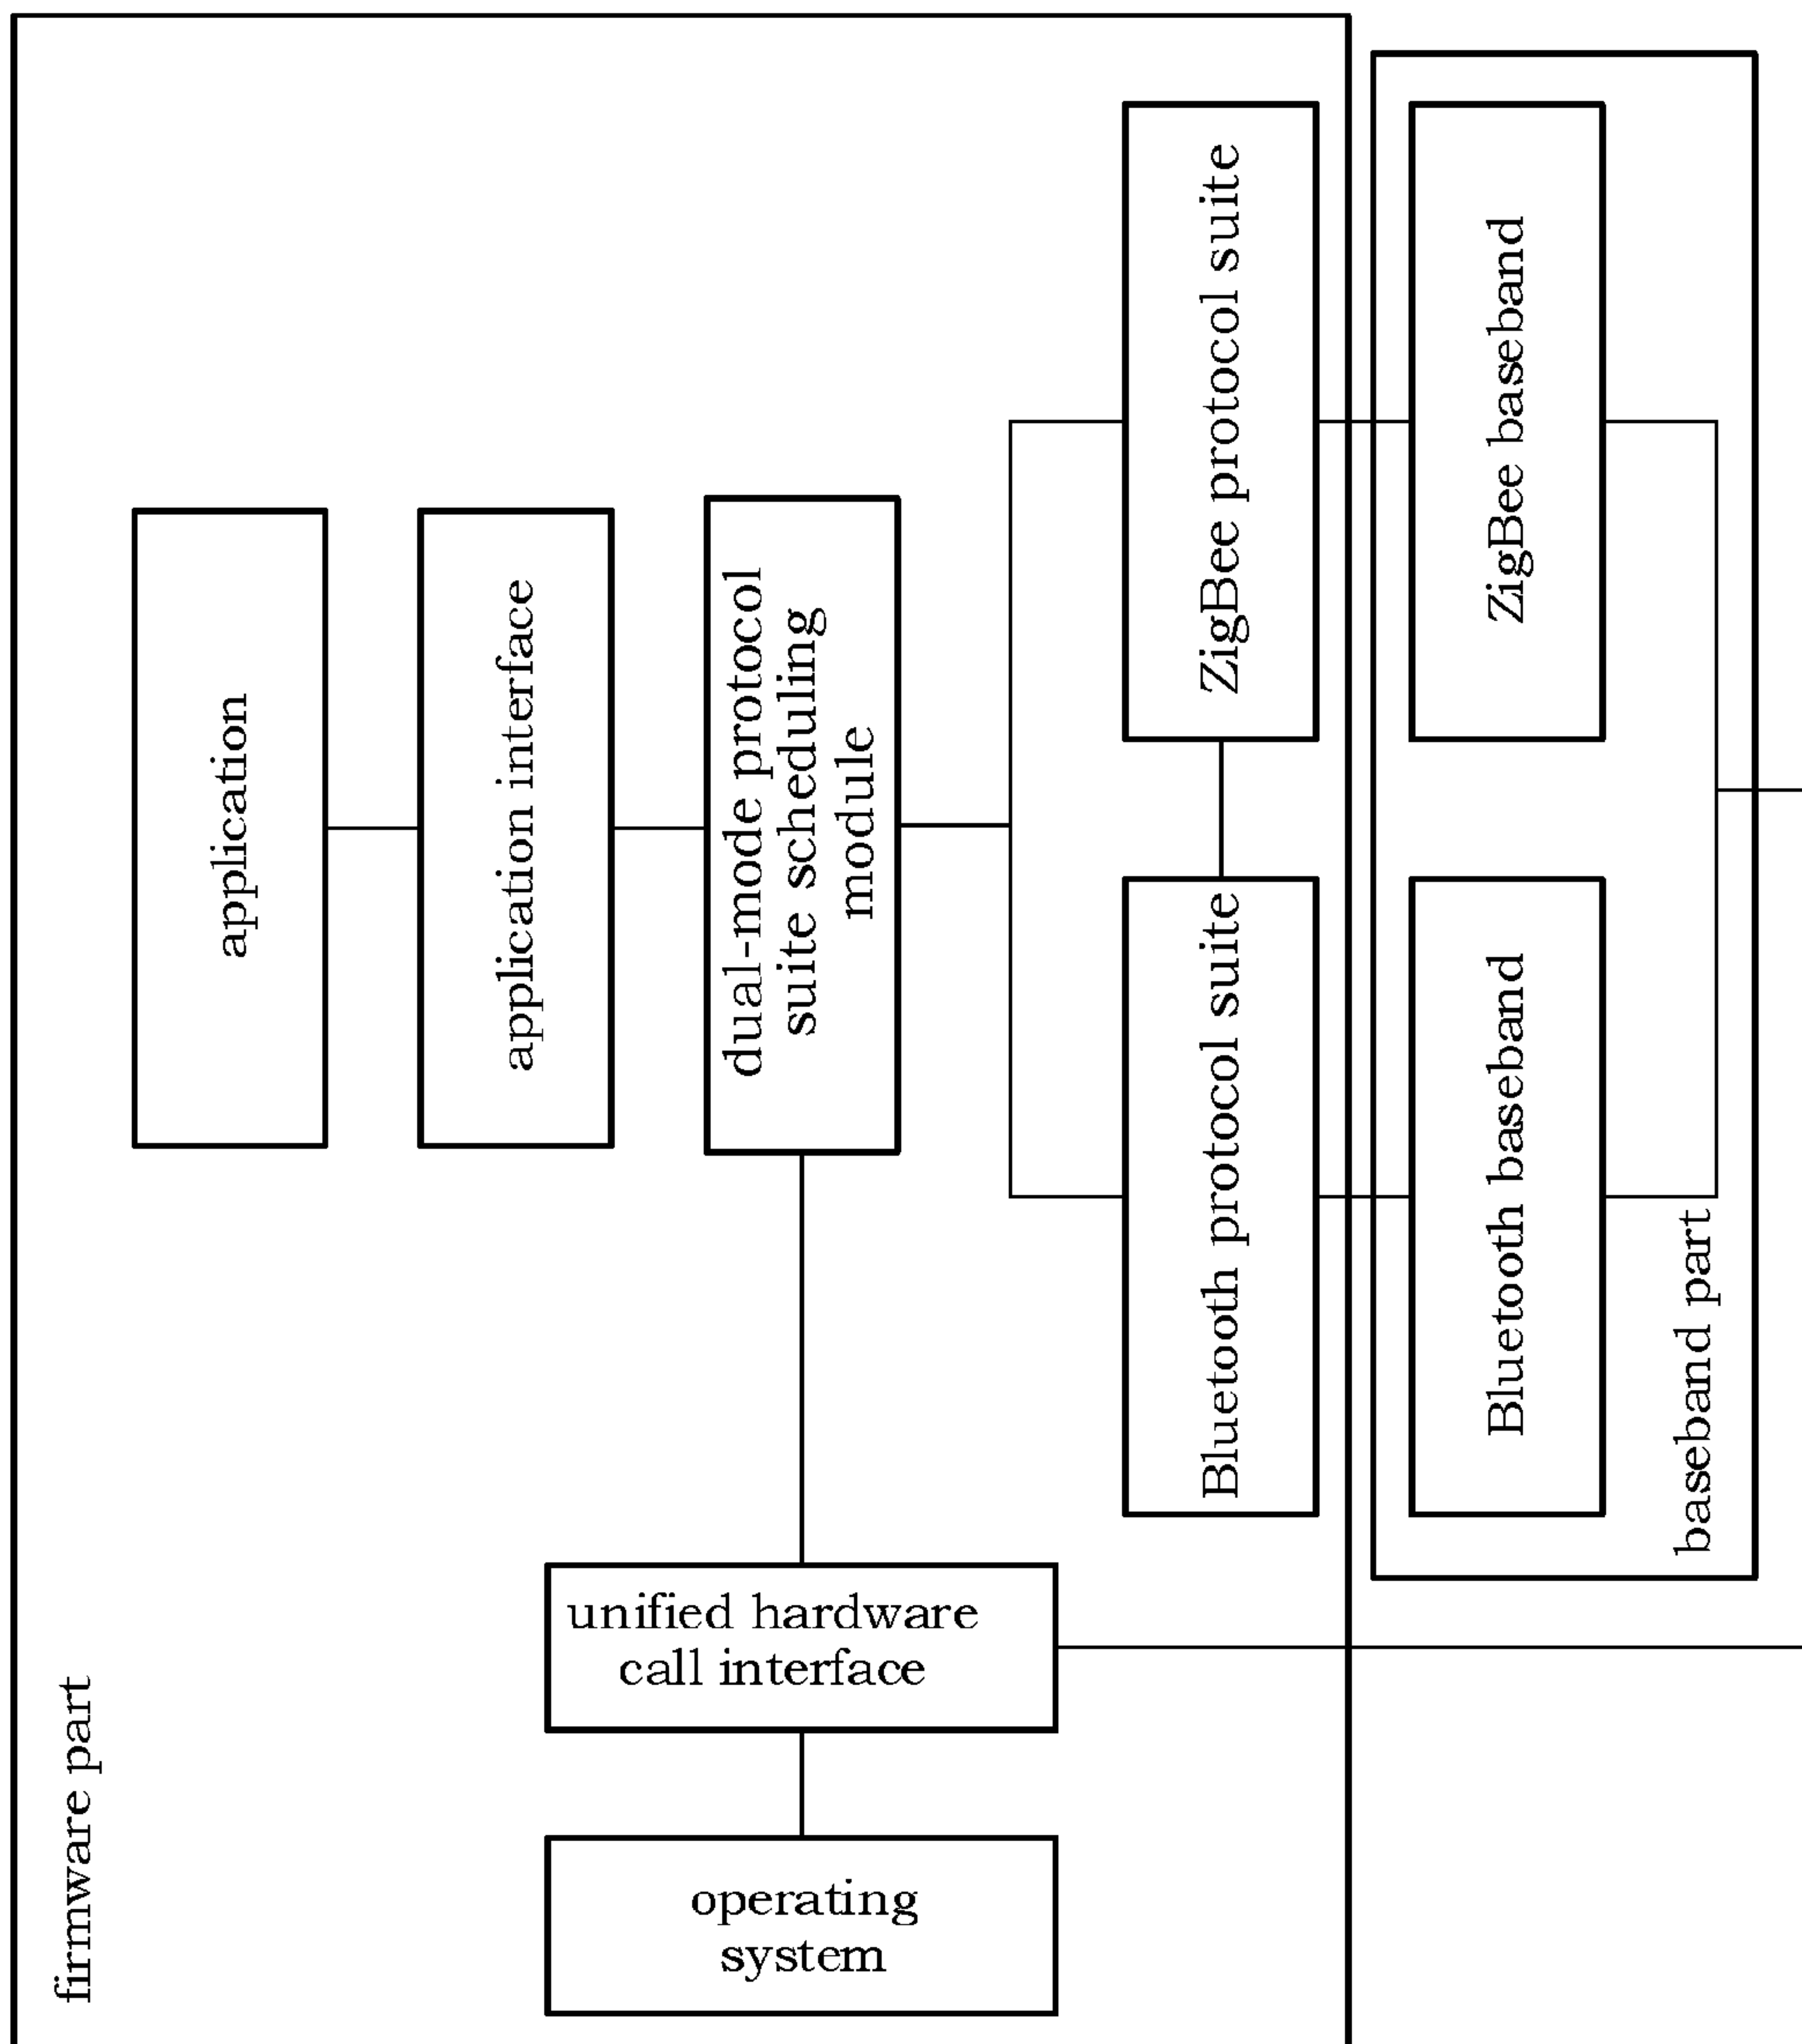 firmware part
application
application interface
dual-mode protocol
suite scheduling
module
Bluetooth protocol suite
ZigBee protocol suite
unified hardware
call interface
operating
system
Bluetooth baseband
ZigBee baseband
baseband part